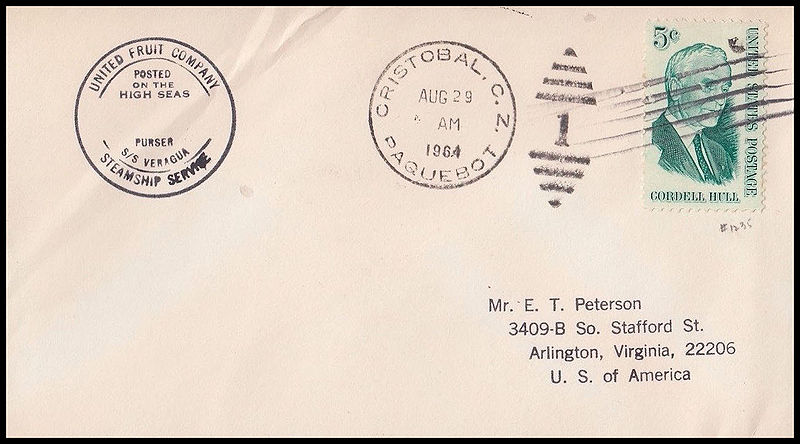 UNITED FRUIT COMPANY
POSTED
ON THE
HIGH SEAS
PURSER
S/S VERAGUA
STEAMSHIP SERVICE
CRISTOBAL, C. Z.
AUG 29
AM
1964
PAQUEBOT
1
5c
UNITED STATES POSTAGE
CORDELL HULL
#1235
Mr. E. T. Peterson
3409-B So. Stafford St.
Arlington, Virginia, 22206
U. S. of America